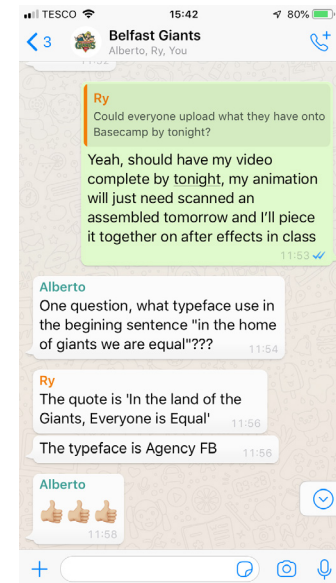 TESCO 15:42 80%
3 Belfast Giants
Alberto, Ry, You
Ry
Could everyone upload what they have onto
Basecamp by tonight?
Yeah, should have my video
complete by tonight, my animation
will just need scanned an
assembled tomorrow and I'll piece
it together on after effects in class
11:53
Alberto
One question, what typeface use in
the begining sentence "in the home
of giants we are equal"???
11:54
Ry
The quote is 'In the land of the
Giants, Everyone is Equal'
11:56
The typeface is Agency FB
11:56
Alberto
👍🏼👍🏼👍🏼
11:58